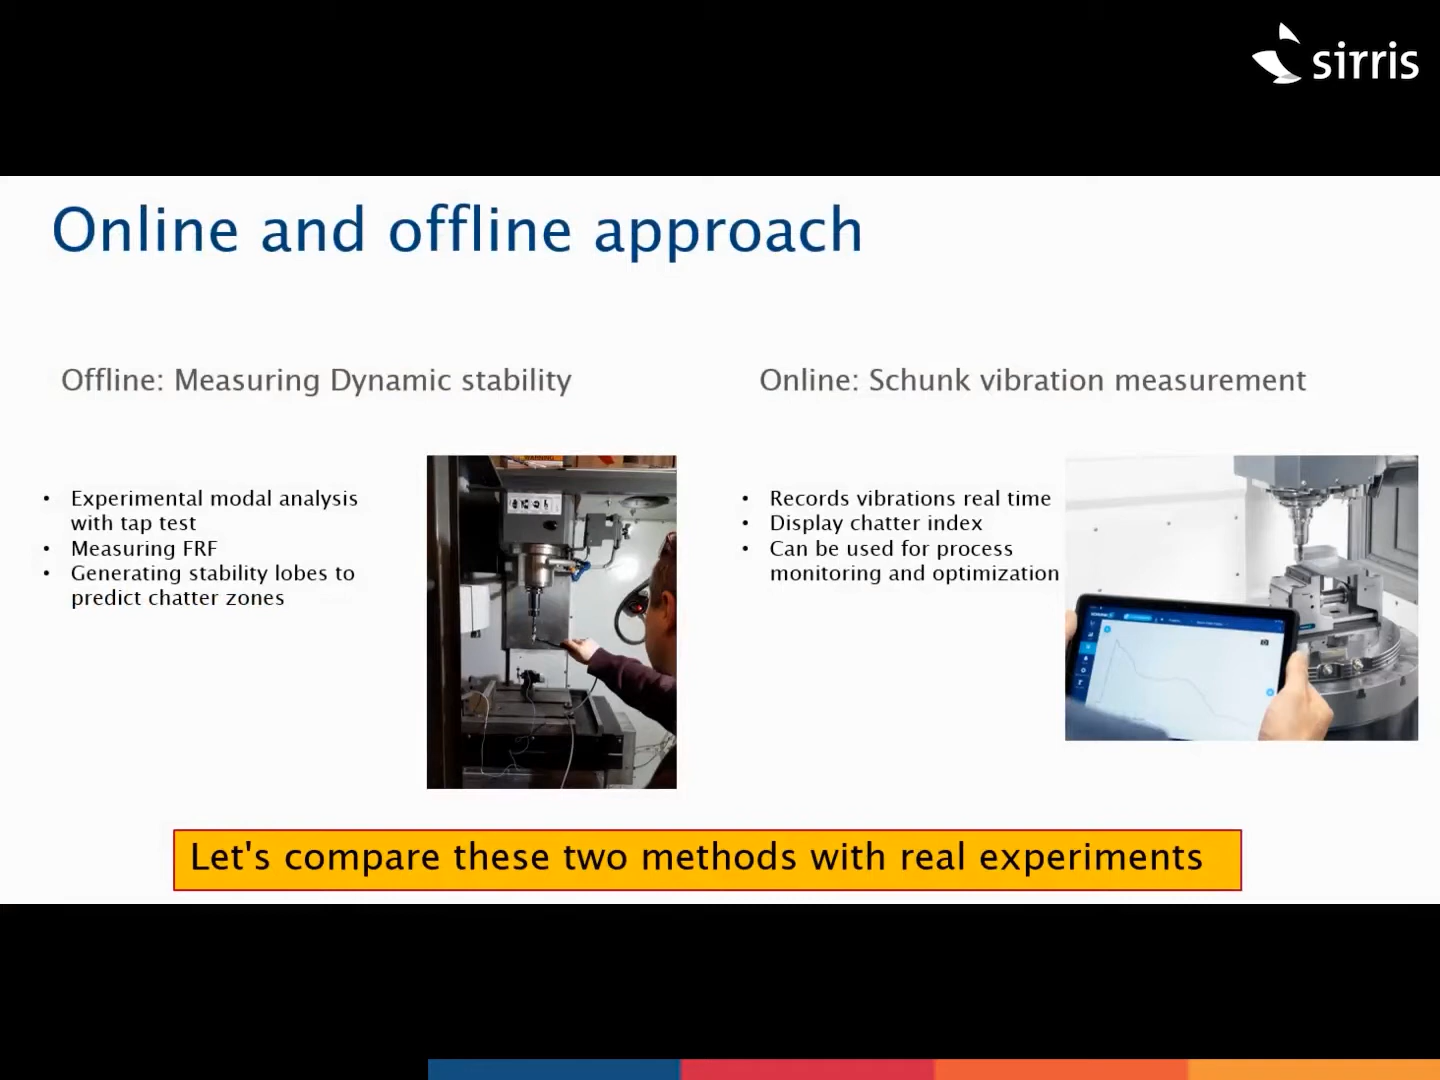 sirris
Online and offline approach
Offline: Measuring Dynamic stability
• Experimental modal analysis
with tap test
• Measuring FRF
• Generating stability lobes to
predict chatter zones
Online: Schunk vibration measurement
• Records vibrations real time
• Display chatter index
• Can be used for process
monitoring and optimization
Let's compare these two methods with real experiments